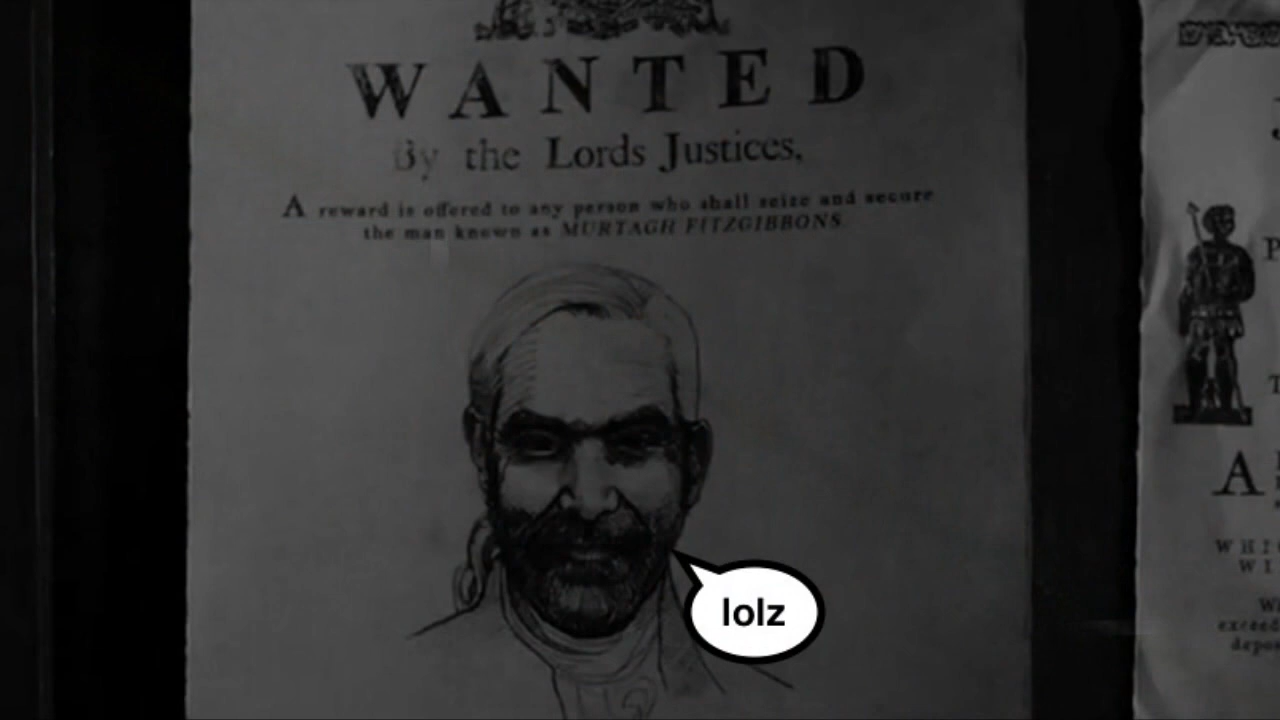 WANTED
By the Lords Justices,
A reward is offered to any person who shall seize and secure
the man known as MURTAGH FITZGIBBONS
lolz
A